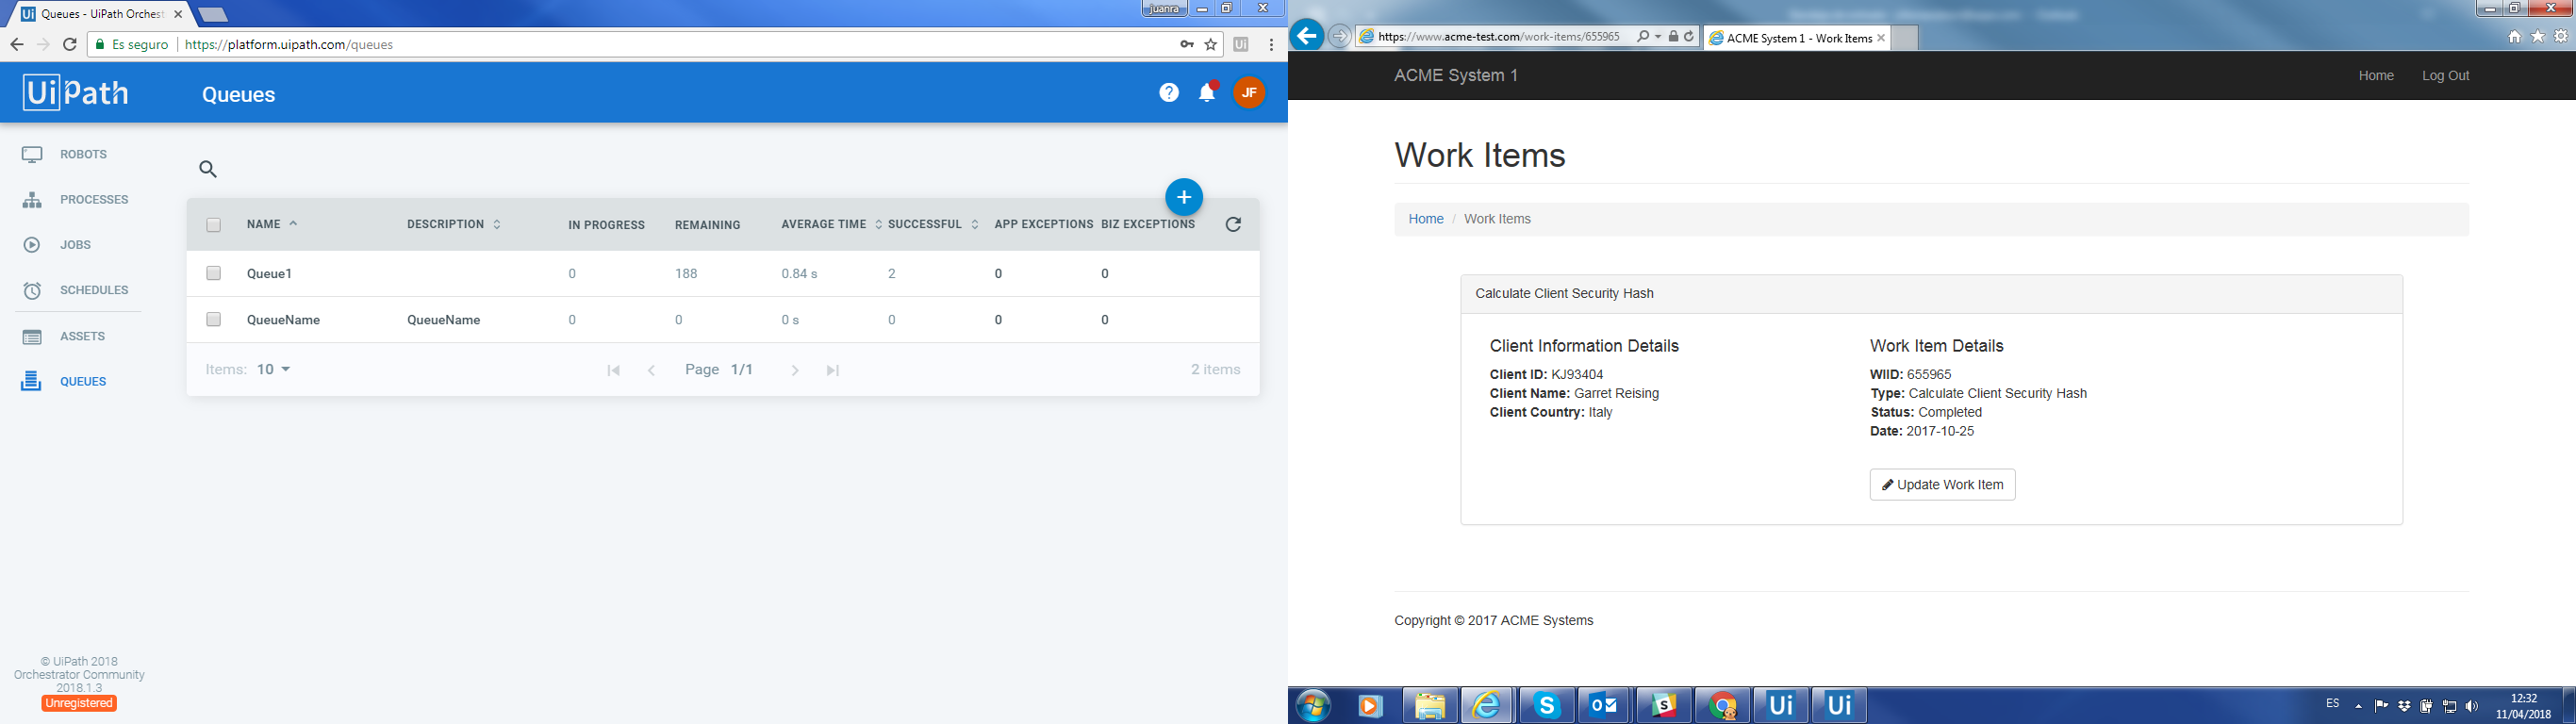 Queues - UiPath Orchest
juanra
Es seguro
https://platform.uipath.com/queues
Ui
UiPath
Queues
JF
ROBOTS
PROCESSES
JOBS
SCHEDULES
ASSETS
QUEUES
NAME DESCRIPTION IN PROGRESS REMAINING AVERAGE TIME SUCCESSFUL APP EXCEPTIONS BIZ EXCEPTIONS
Queue1 0 188 0.84 s 2 0 0
QueueName QueueName 0 0 0 s 0 0 0
Items: 10 Page 1/1 2 items
© UiPath 2018
Orchestrator Community
2018.1.3
Unregistered
https://www.acme-test.com/work-items/655965
ACME System 1 - Work Items
ACME System 1
Home
Log Out
Work Items
Home / Work Items
Calculate Client Security Hash
Client Information Details
Client ID: KJ93404
Client Name: Garret Reising
Client Country: Italy
Work Item Details
WIID: 655965
Type: Calculate Client Security Hash
Status: Completed
Date: 2017-10-25
Update Work Item
Copyright © 2017 ACME Systems
Ui
Ui
ES
12:32
11/04/2018